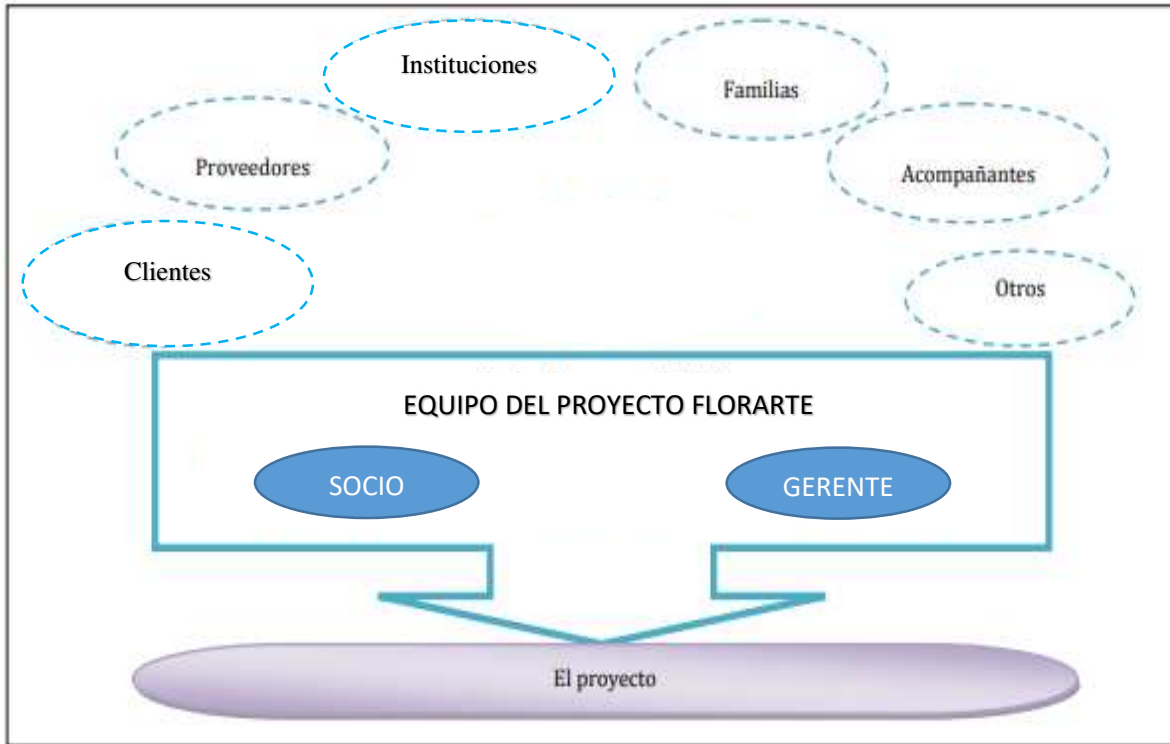 Instituciones
Familias
Proveedores
Acompañantes
Clientes
Otros
EQUIPO DEL PROYECTO FLORARTE
SOCIO
GERENTE
El proyecto